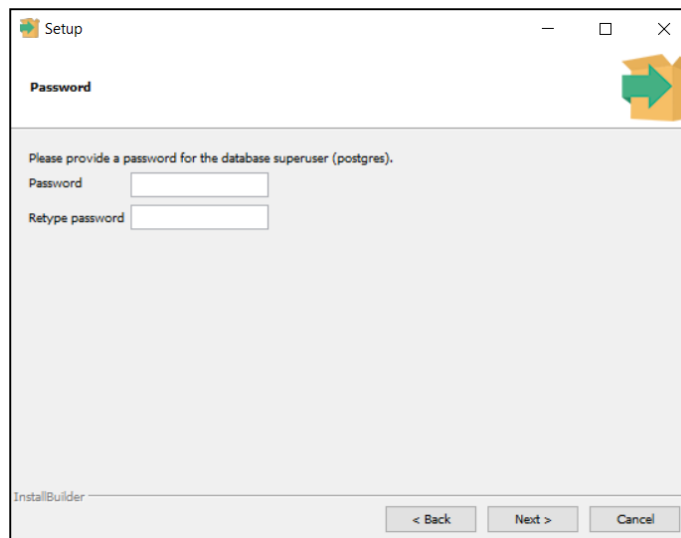 Setup
Password
Please provide a password for the database superuser (postgres).
Password
Retype password
InstallBuilder
< Back
Next >
Cancel